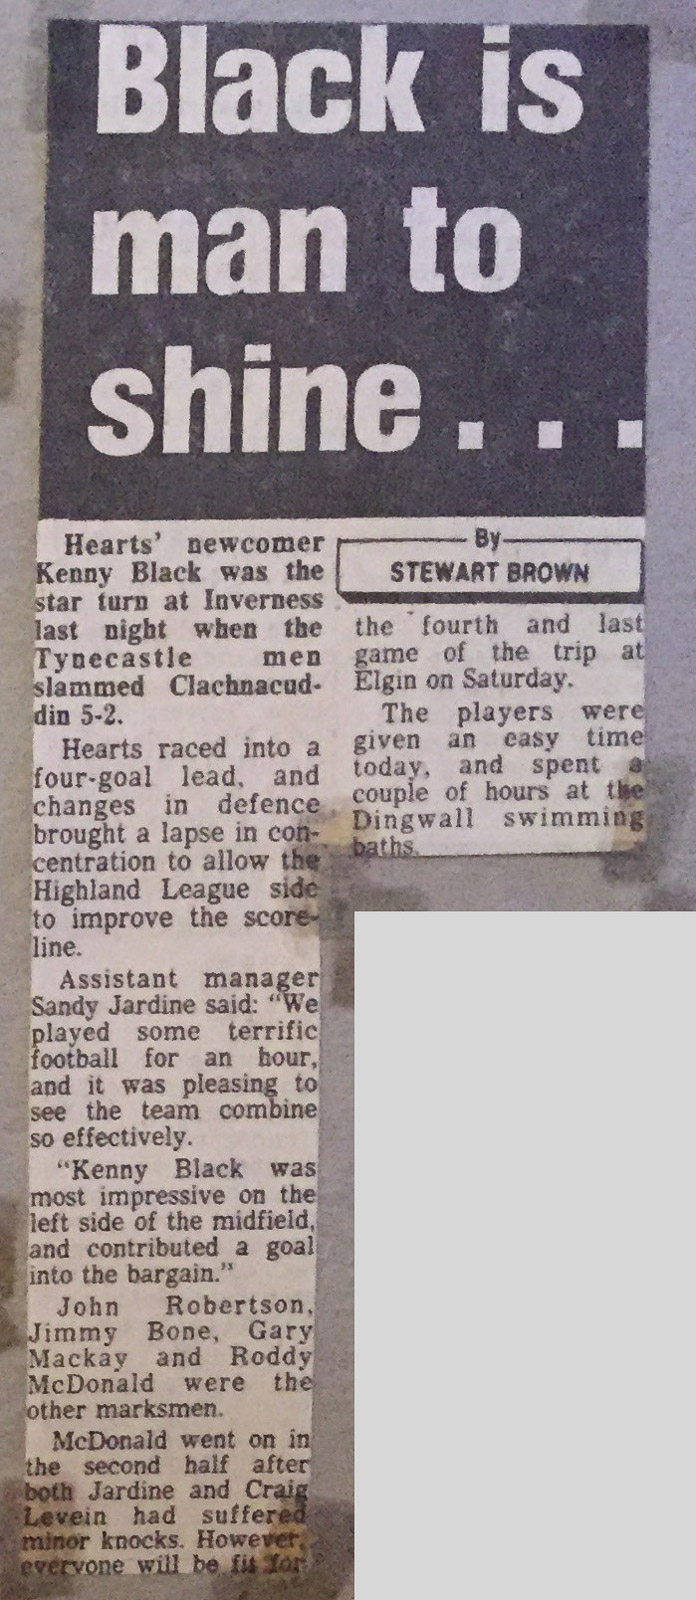 Black is
man to
shine...
Hearts' newcomer
Kenny Black was the
star turn at Inverness
last night when the
Tynecastle men
slammed Clachnacud-
din 5-2.
Hearts raced into a
four-goal lead, and
changes in defence
brought a lapse in con-
centration to allow the
Highland League side
to improve the score-
line.
Assistant manager
Sandy Jardine said: "We
played some terrific
football for an hour,
and it was pleasing to
see the team combine
so effectively.
"Kenny Black was
most impressive on the
left side of the midfield,
and contributed a goal
into the bargain."
John Robertson,
Jimmy Bone, Gary
Mackay and Roddy
McDonald were the
other marksmen.
McDonald went on in
the second half after
both Jardine and Craig
Levein had suffered
minor knocks. However,
everyone will be fit for
By
STEWART BROWN
the fourth and last
game of the trip at
Elgin on Saturday.
The players were
given an easy time
today, and spent a
couple of hours at the
Dingwall swimming
baths.